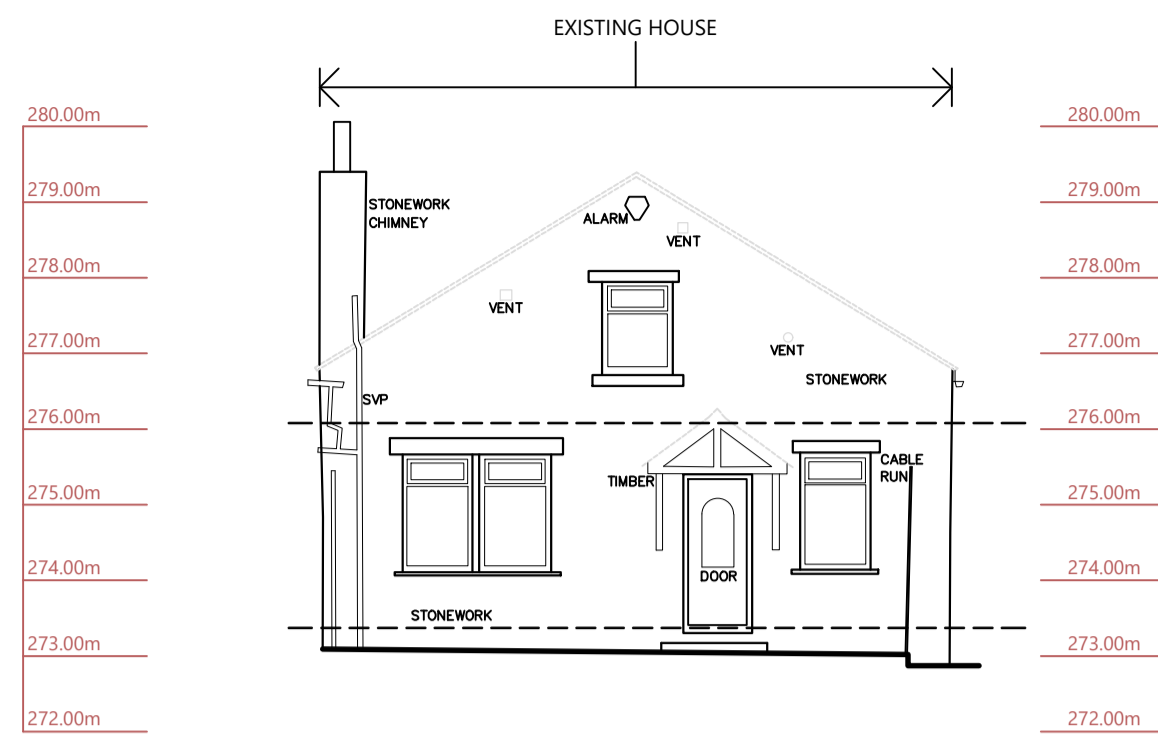 EXISTING HOUSE
280.00m
280.00m
279.00m
279.00m
STONEWORK
CHIMNEY
ALARM
VENT
278.00m
278.00m
VENT
277.00m
277.00m
VENT
STONEWORK
SVP
276.00m
276.00m
CABLE
RUN
TIMBER
275.00m
275.00m
274.00m
274.00m
DOOR
STONEWORK
273.00m
273.00m
272.00m
272.00m